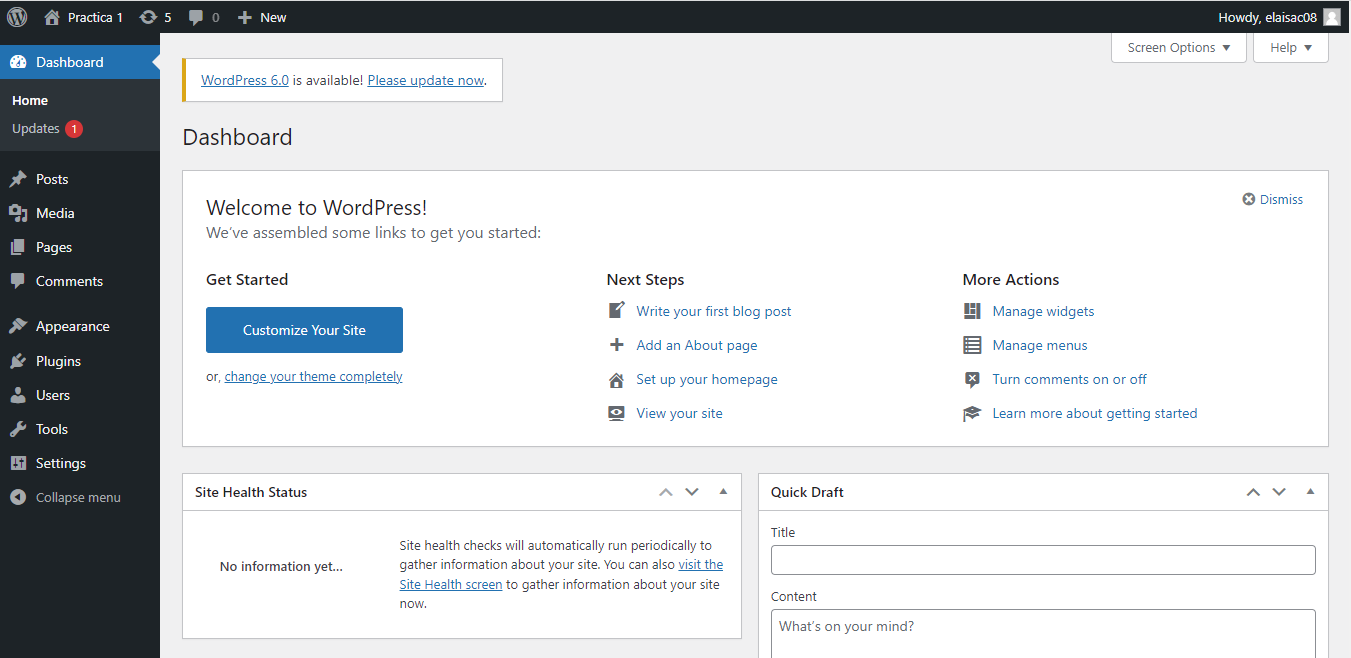 Practica 1 5 0 New
Howdy, elaisac08
Screen Options
Help
Dashboard
Home
Updates 1
Posts
Media
Pages
Comments
Appearance
Plugins
Users
Tools
Settings
Collapse menu
WordPress 6.0 is available! Please update now.
Dashboard
Welcome to WordPress!
We've assembled some links to get you started:
Dismiss
Get Started
Customize Your Site
or, change your theme completely
Next Steps
Write your first blog post
Add an About page
Set up your homepage
View your site
More Actions
Manage widgets
Manage menus
Turn comments on or off
Learn more about getting started
Site Health Status
No information yet...
Site health checks will automatically run periodically to
gather information about your site. You can also visit the
Site Health screen to gather information about your site
now.
Quick Draft
Title
Content
What's on your mind?